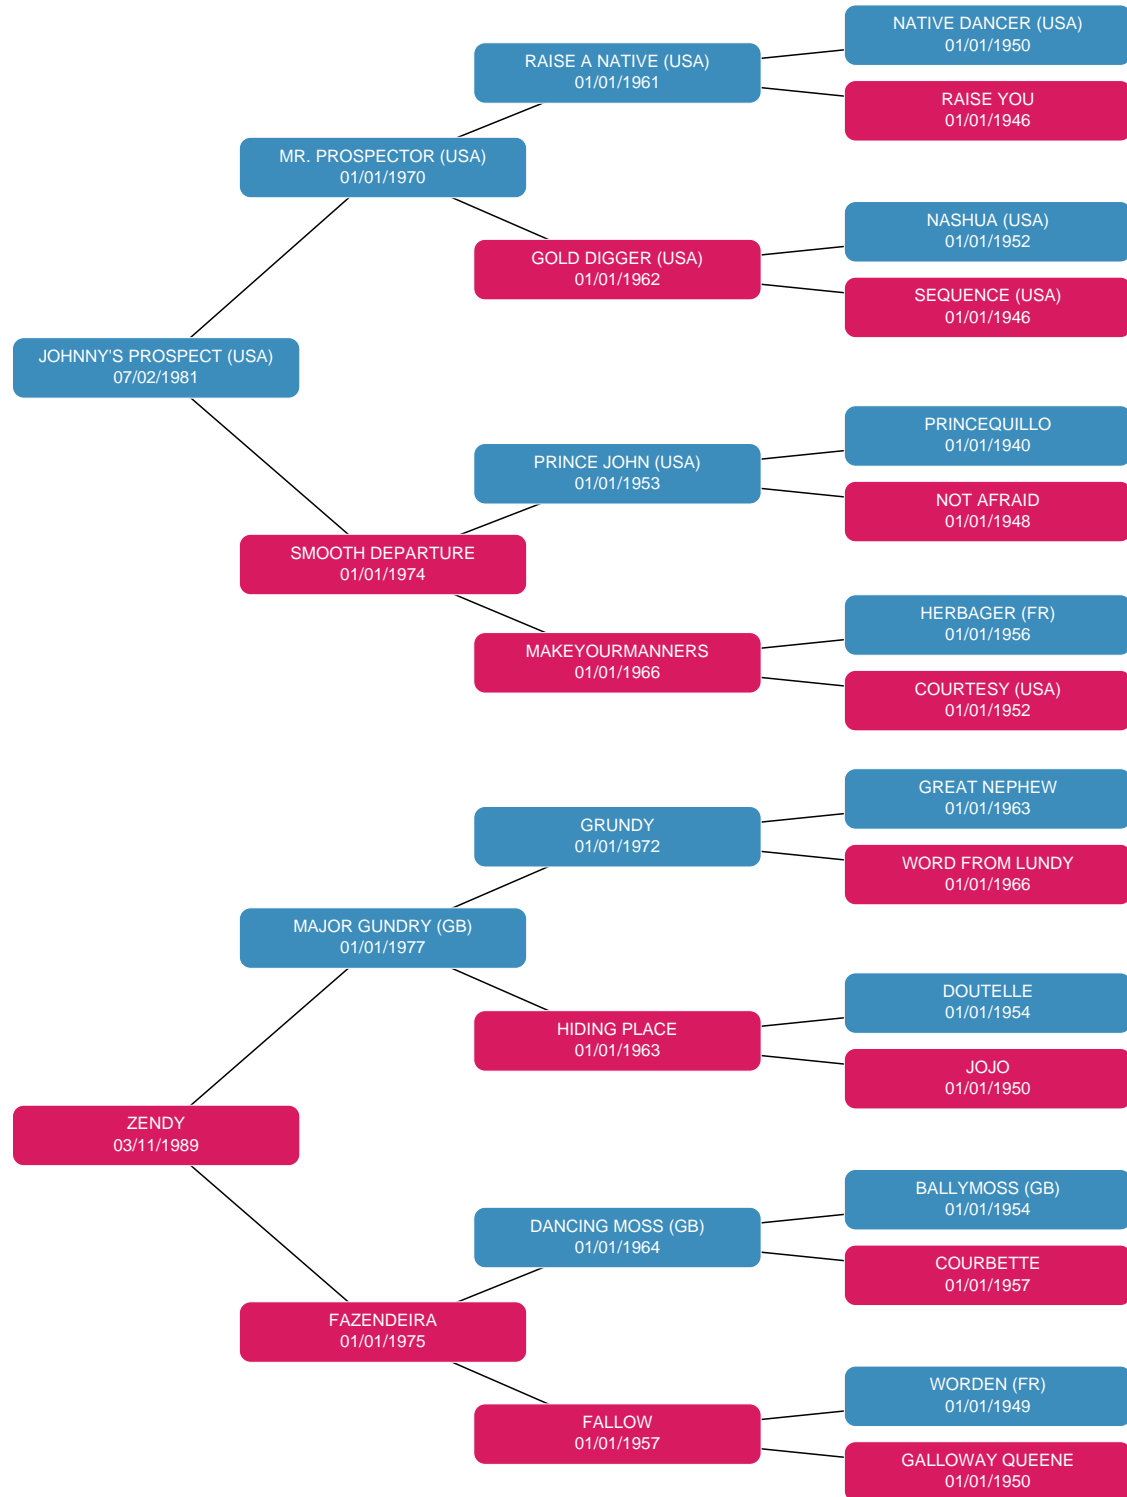 NATIVE DANCER (USA)
01/01/1950
RAISE A NATIVE (USA)
01/01/1961
RAISE YOU
01/01/1946
MR. PROSPECTOR (USA)
01/01/1970
NASHUA (USA)
01/01/1952
GOLD DIGGER (USA)
01/01/1962
SEQUENCE (USA)
01/01/1946
JOHNNY'S PROSPECT (USA)
07/02/1981
PRINCEQUILLO
01/01/1940
PRINCE JOHN (USA)
01/01/1953
NOT AFRAID
01/01/1948
SMOOTH DEPARTURE
01/01/1974
HERBAGER (FR)
01/01/1956
MAKEYOURMANNERS
01/01/1966
COURTESY (USA)
01/01/1952
GREAT NEPHEW
01/01/1963
GRUNDY
01/01/1972
WORD FROM LUNDY
01/01/1966
MAJOR GUNDRY (GB)
01/01/1977
DOUTELLE
01/01/1954
HIDING PLACE
01/01/1963
JOJO
01/01/1950
ZENDY
03/11/1989
BALLYMOSS (GB)
01/01/1954
DANCING MOSS (GB)
01/01/1964
COURBETTE
01/01/1957
FAZENDEIRA
01/01/1975
WORDEN (FR)
01/01/1949
FALLOW
01/01/1957
GALLOWAY QUEENE
01/01/1950